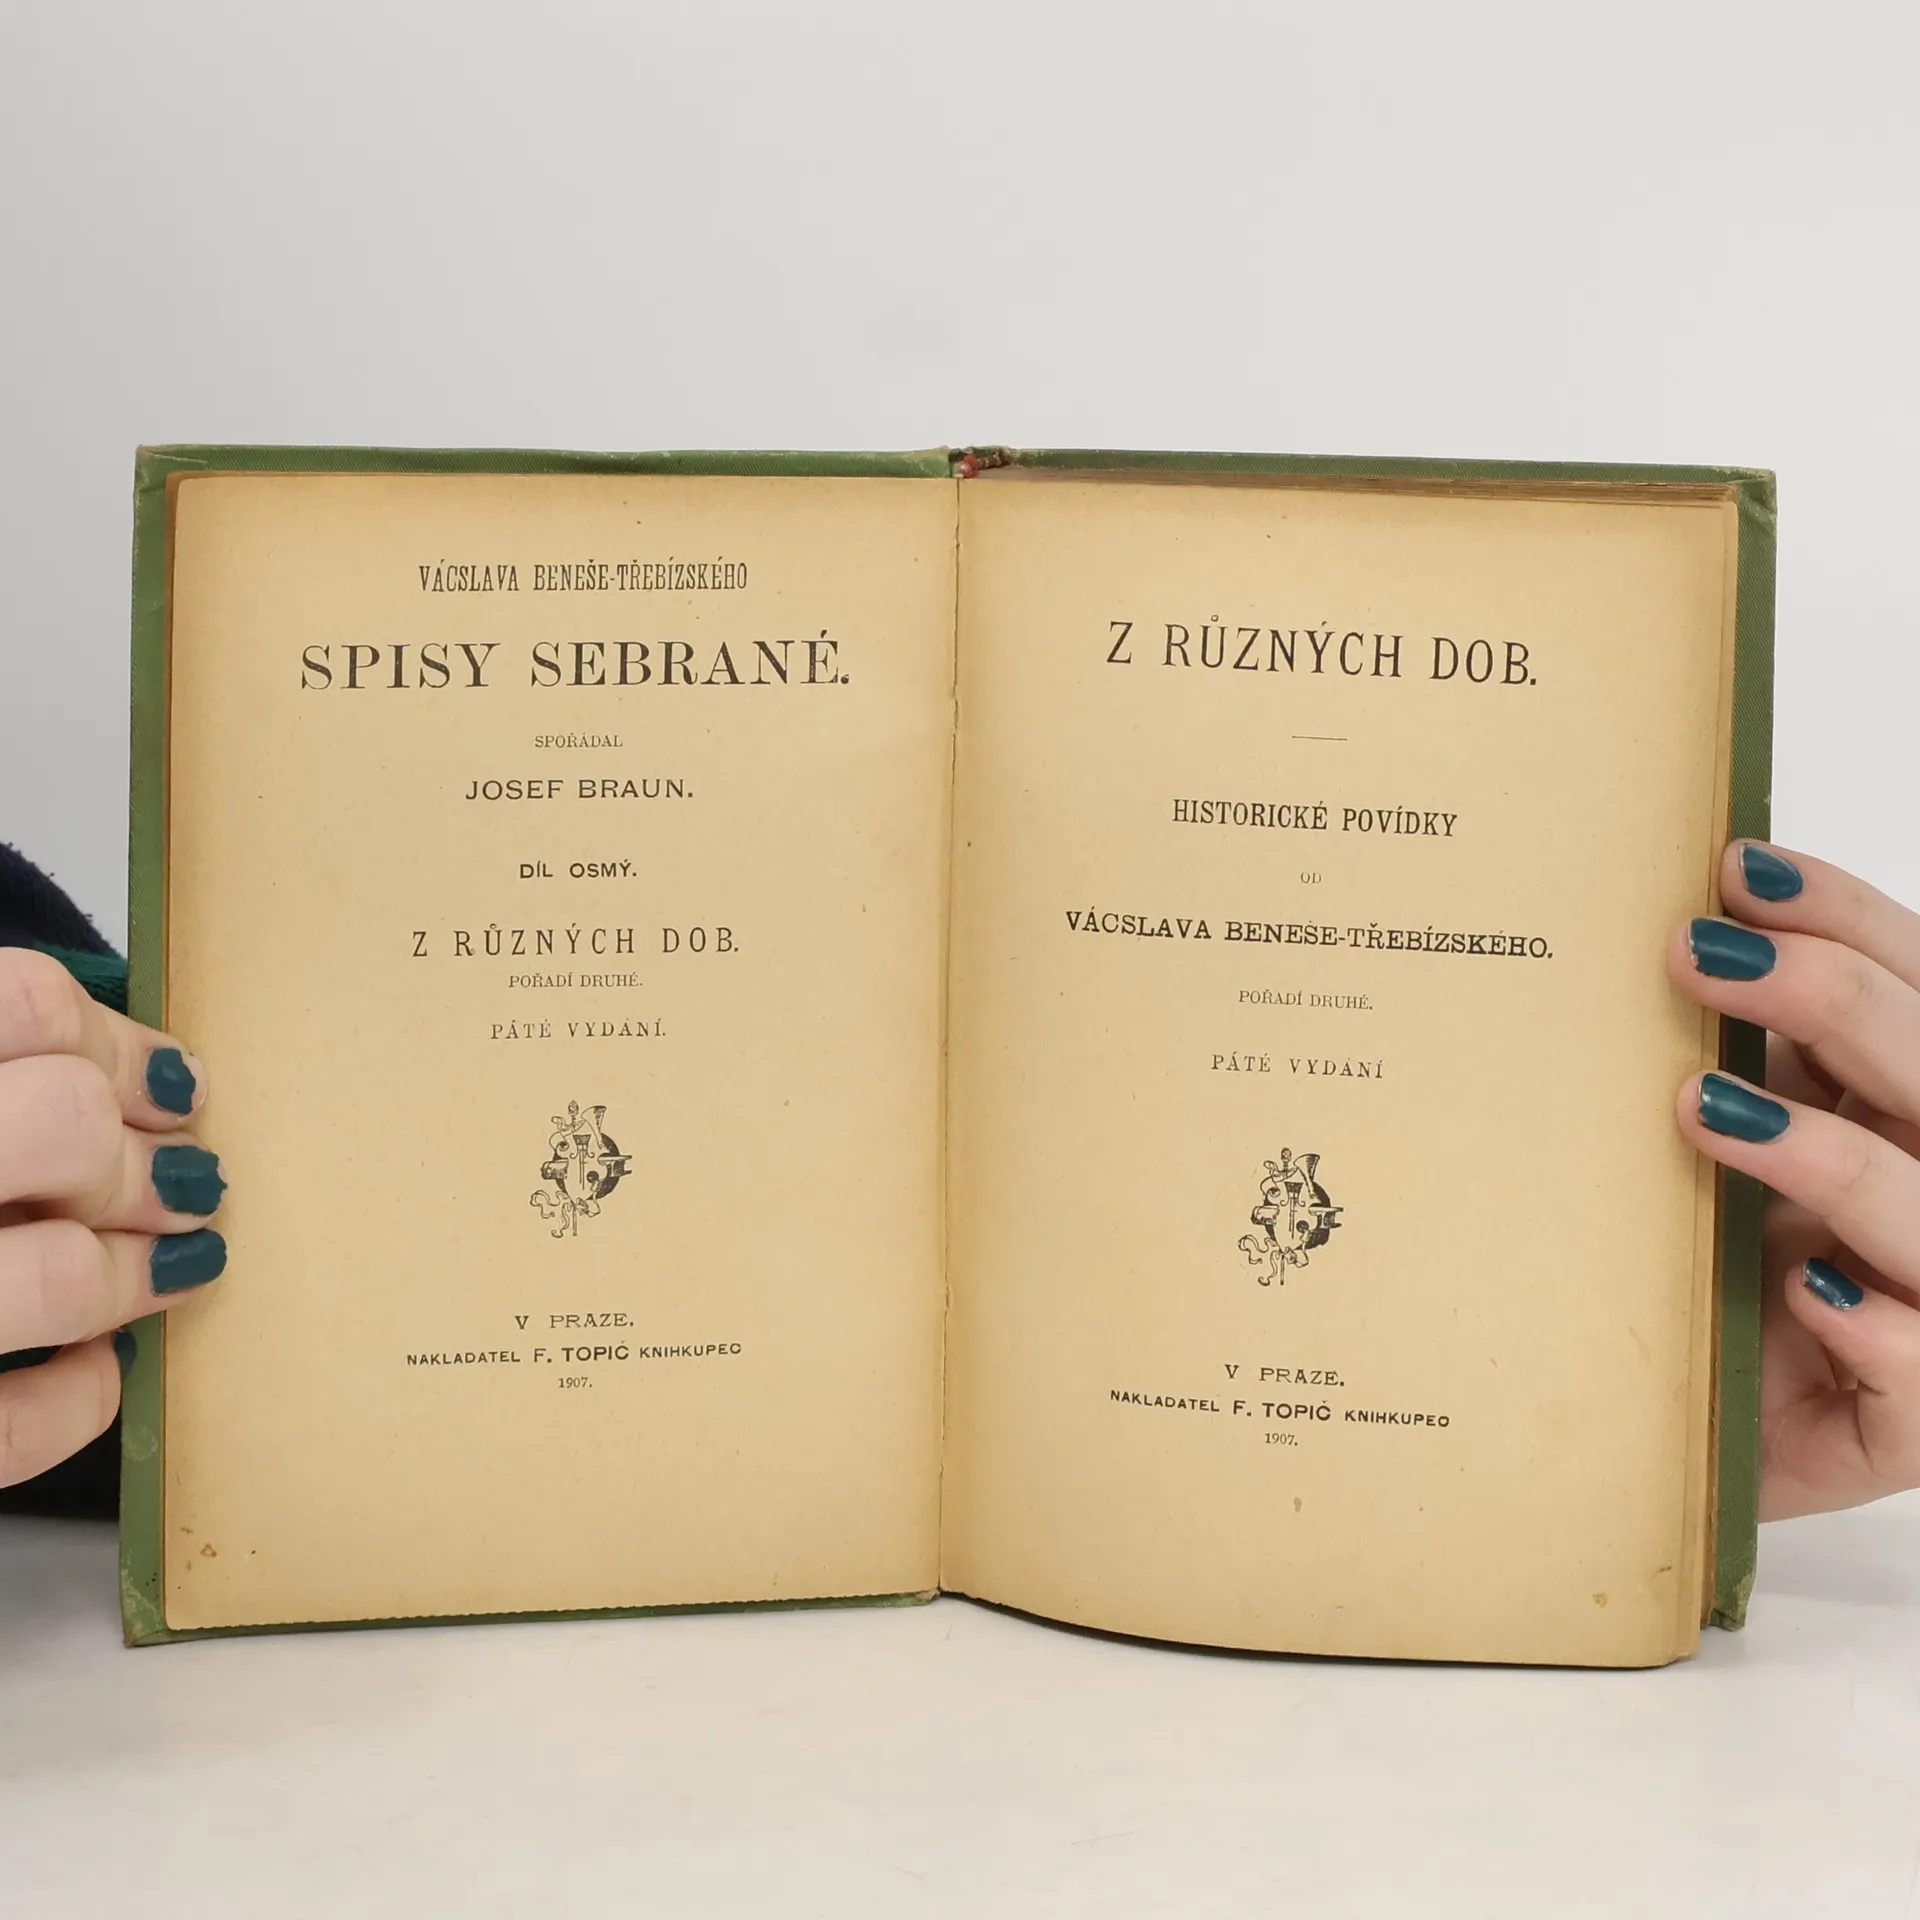 VÁCSLAVA BENEŠE-TŘEBÍZSKÉHO
SPISY SEBRANÉ.
SPOŘÁDAL
JOSEF BRAUN.
DÍL OSMÝ.
Z RŮZNÝCH DOB.
POŘADÍ DRUHÉ.
PÁTÉ VYDÁNÍ.
V PRAZE.
NAKLADATEL F. TOPIČ KNIHKUPEC
1907.
Z RŮZNÝCH DOB.
HISTORICKÉ POVÍDKY
OD
VÁCSLAVA BENEŠE-TŘEBÍZSKÉHO.
POŘADÍ DRUHÉ.
PÁTÉ VYDÁNÍ
V PRAZE.
NAKLADATEL F. TOPIČ KNIHKUPEC
1907.